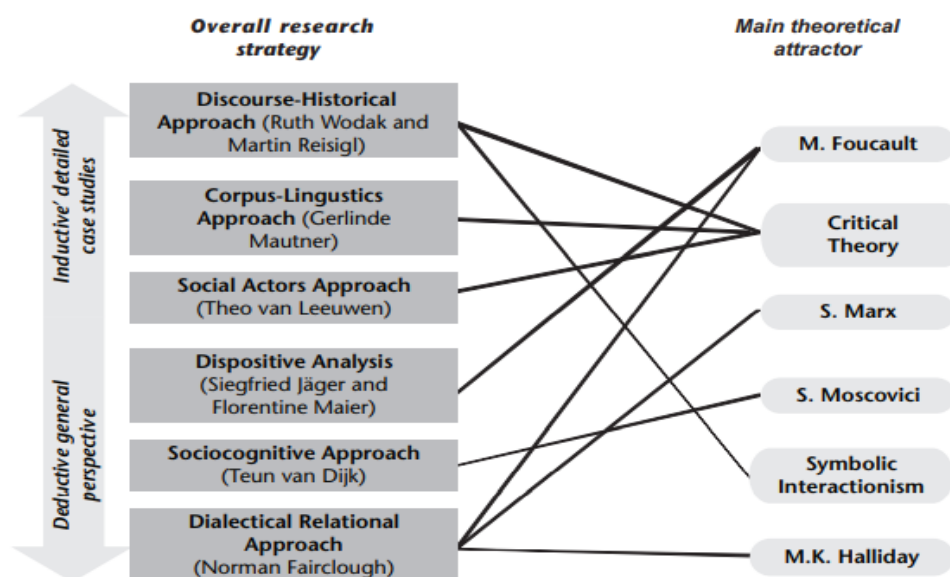 Overall research
strategy
Main theoretical
attractor
Inductive' detailed
case studies
Deductive general
perspective
Discourse-Historical
Approach (Ruth Wodak and
Martin Reisigl)
Corpus-Lingustics
Approach (Gerlinde
Mautner)
Social Actors Approach
(Theo van Leeuwen)
Dispositive Analysis
(Siegfried Jäger and
Florentine Maier)
Sociocognitive Approach
(Teun van Dijk)
Dialectical Relational
Approach
(Norman Fairclough)
M. Foucault
Critical
Theory
S. Marx
S. Moscovici
Symbolic
Interactionism
M.K. Halliday